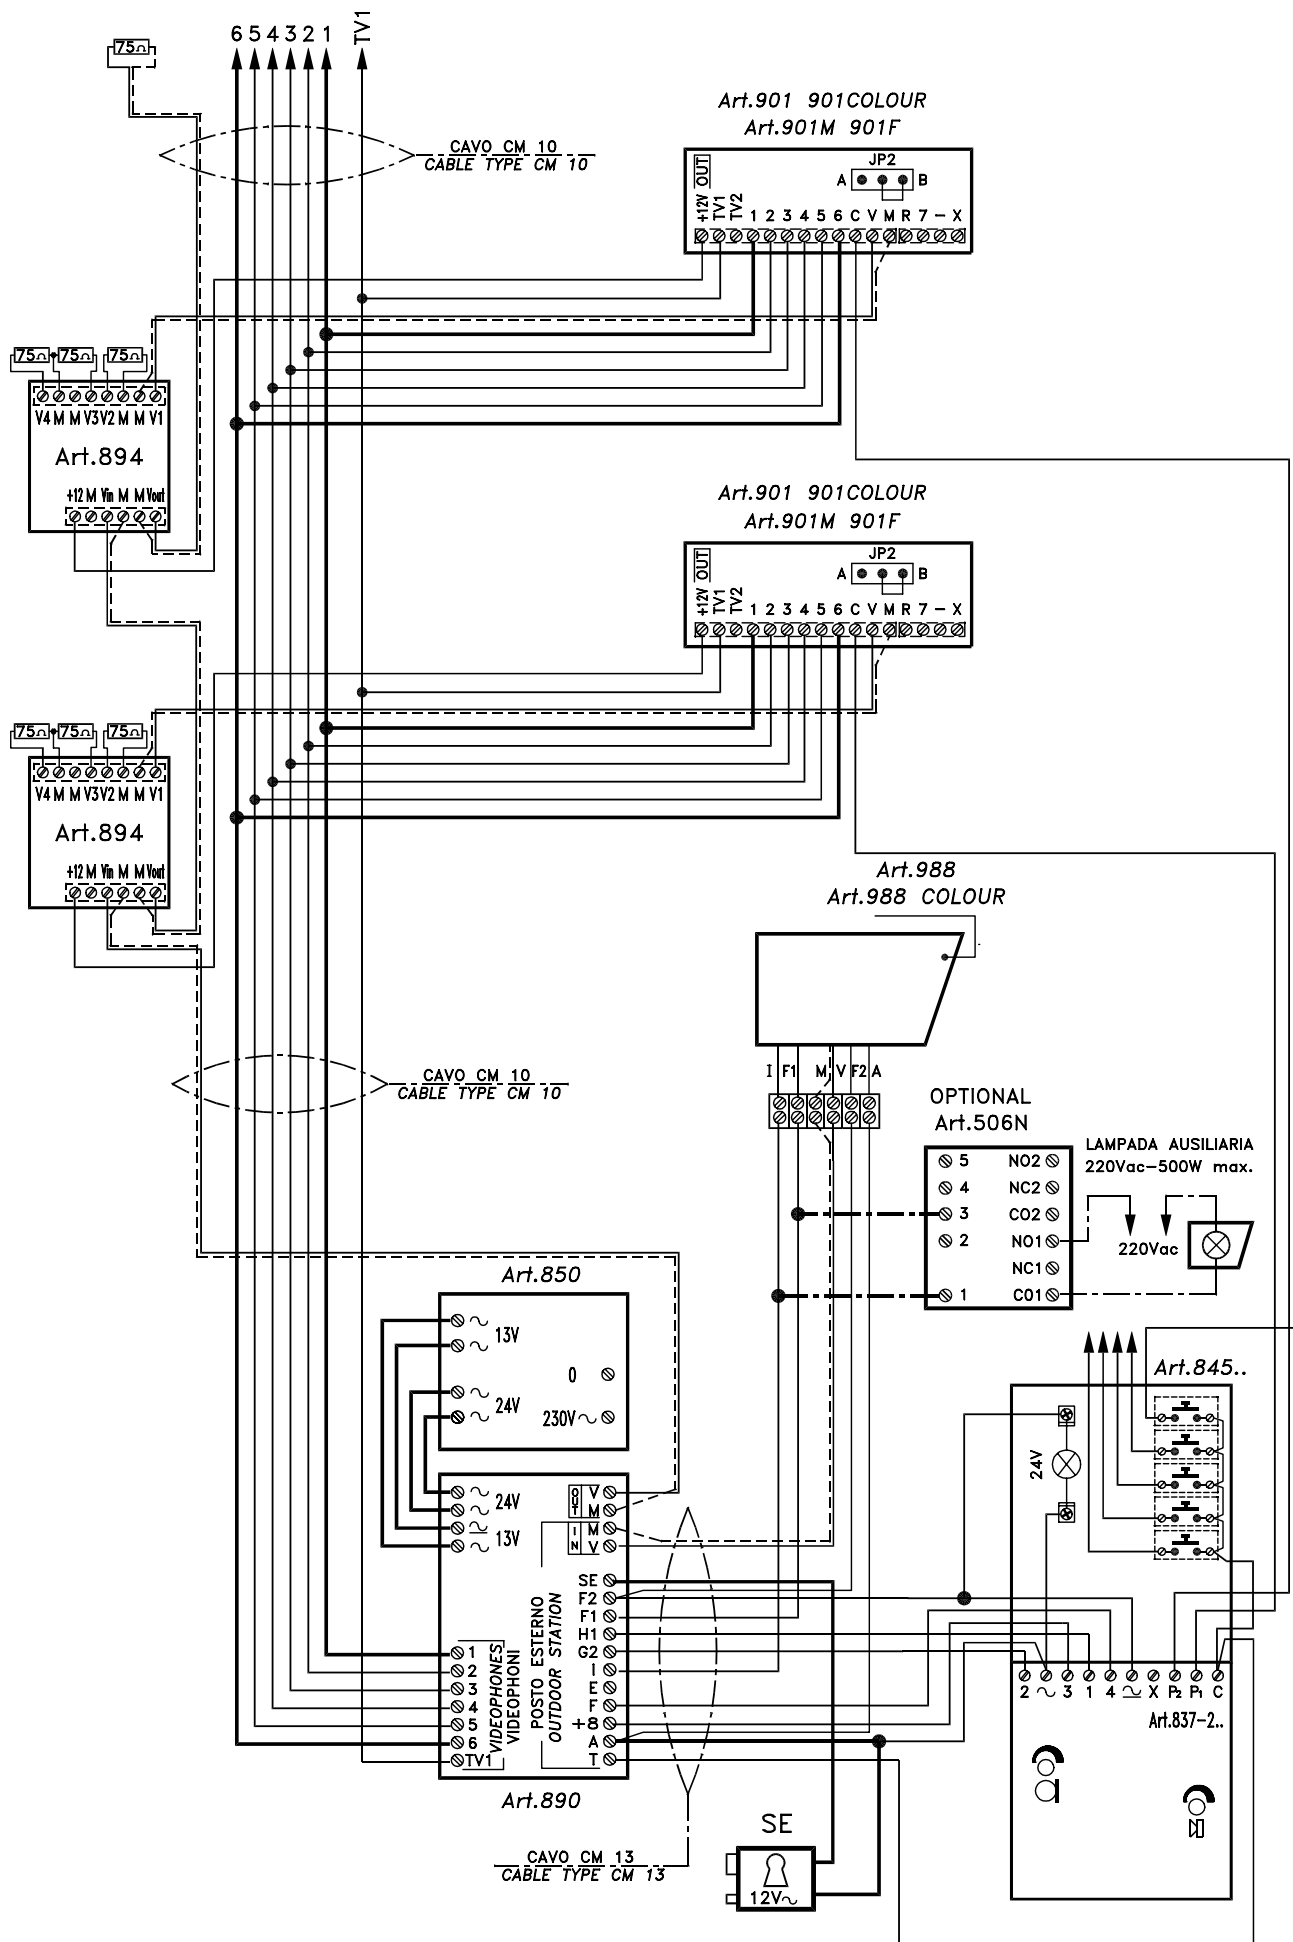 6 5 4 3 2 1 TV1
75Ω
CAVO CM 10
CABLE TYPE CM 10
Art.901 901COLOUR
Art.901M 901F
OUT
JP2
A B
+12V TV1 TV2 1 2 3 4 5 6 C V M R 7 - X
75Ω 75Ω 75Ω
V4 M M V3 V2 M M V1
Art.894
+12 M Vin M M Vout
Art.901 901COLOUR
Art.901M 901F
OUT
JP2
A B
+12V TV1 TV2 1 2 3 4 5 6 C V M R 7 - X
75Ω 75Ω 75Ω
V4 M M V3 V2 M M V1
Art.894
+12 M Vin M M Vout
Art.988
Art.988 COLOUR
I F1 M V F2 A
CAVO CM 10
CABLE TYPE CM 10
OPTIONAL
Art.506N
5 NO2
4 NC2
3 CO2
2 NO1
NC1
1 CO1
LAMPADA AUSILIARIA
220Vac-500W max.
220Vac
Art.850
∼
13V
∼
0
∼
24V
∼
230V∼
Art.845..
24V
∼
24V
∼
∼
13V
∼
OUT
V
M
IN
M
V
SE
F2
F1
H1
G2
I
E
F
+8
A
T
POSTO ESTERNO
OUTDOOR STATION
1
2
3
4
5
6
TV1
VIDEOPHONES
VIDEOPHONI
Art.890
2 ∼ 3 1 4 ∼ X P2 P1 C
Art.837-2..
CAVO CM 13
CABLE TYPE CM 13
SE
12V∼